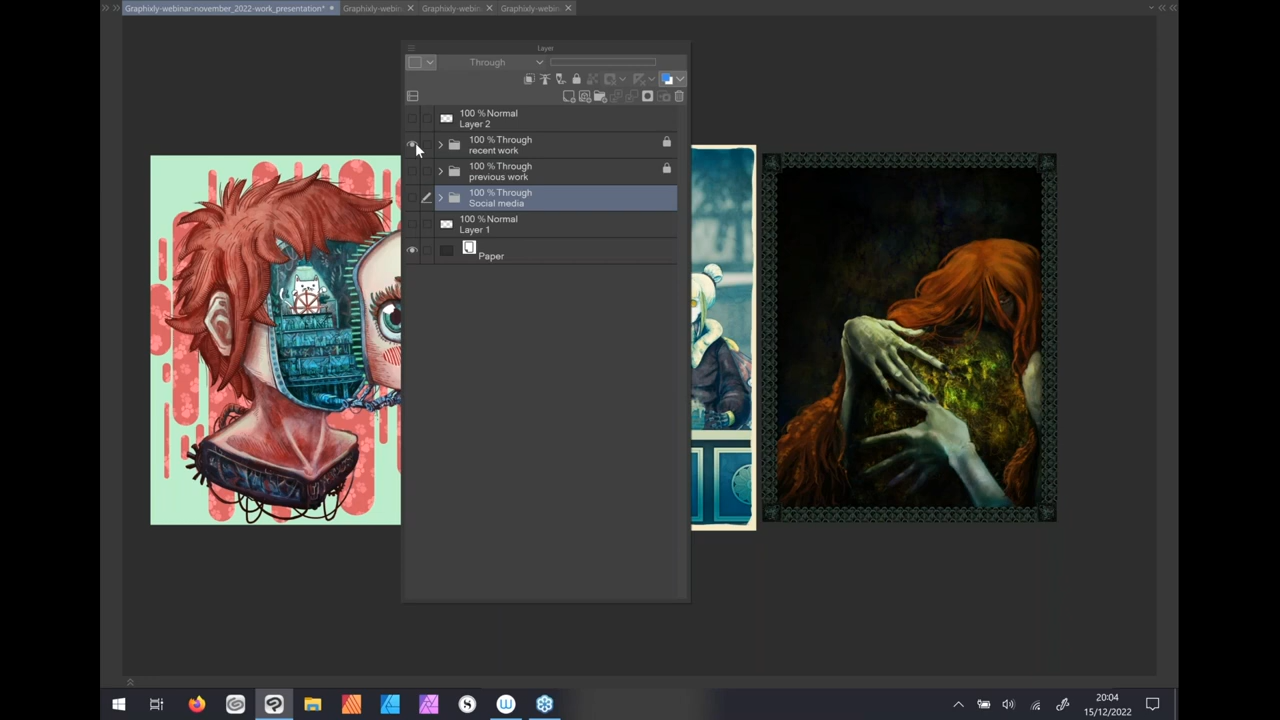 Graphixly-webinar-november_2022-work_presentation*
Graphixly-webin
Graphixly-webin
Graphixly-webin
Layer
Through
100 % Normal
Layer 2
100 % Through
recent work
100 % Through
previous work
100 % Through
Social media
100 % Normal
Layer 1
Paper
20:04
15/12/2022